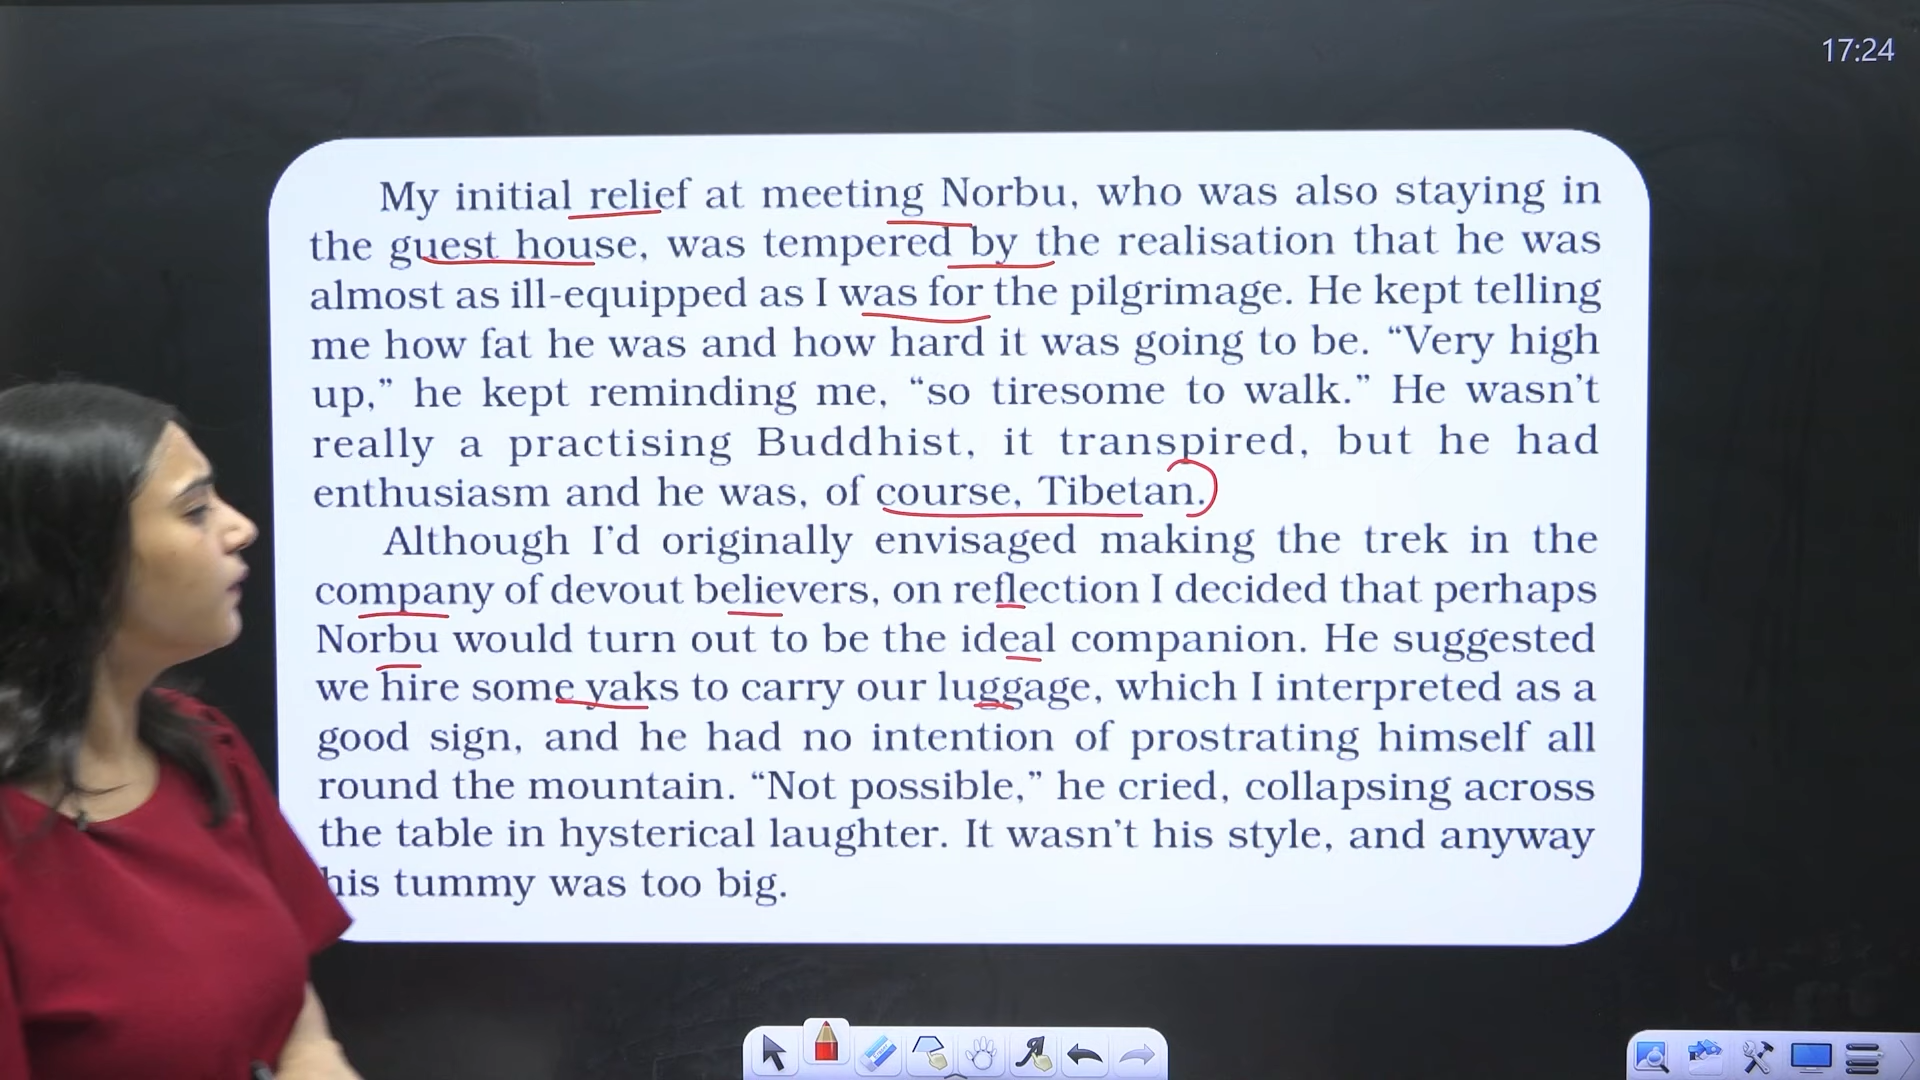 17:24
My initial relief at meeting Norbu, who was also staying in
the guest house, was tempered by the realisation that he was
almost as ill-equipped as I was for the pilgrimage. He kept telling
me how fat he was and how hard it was going to be. “Very high
up,” he kept reminding me, “so tiresome to walk.” He wasn’t
really a practising Buddhist, it transpired, but he had
enthusiasm and he was, of course, Tibetan.
Although I’d originally envisaged making the trek in the
company of devout believers, on reflection I decided that perhaps
Norbu would turn out to be the ideal companion. He suggested
we hire some yaks to carry our luggage, which I interpreted as a
good sign, and he had no intention of prostrating himself all
round the mountain. “Not possible,” he cried, collapsing across
the table in hysterical laughter. It wasn’t his style, and anyway
his tummy was too big.